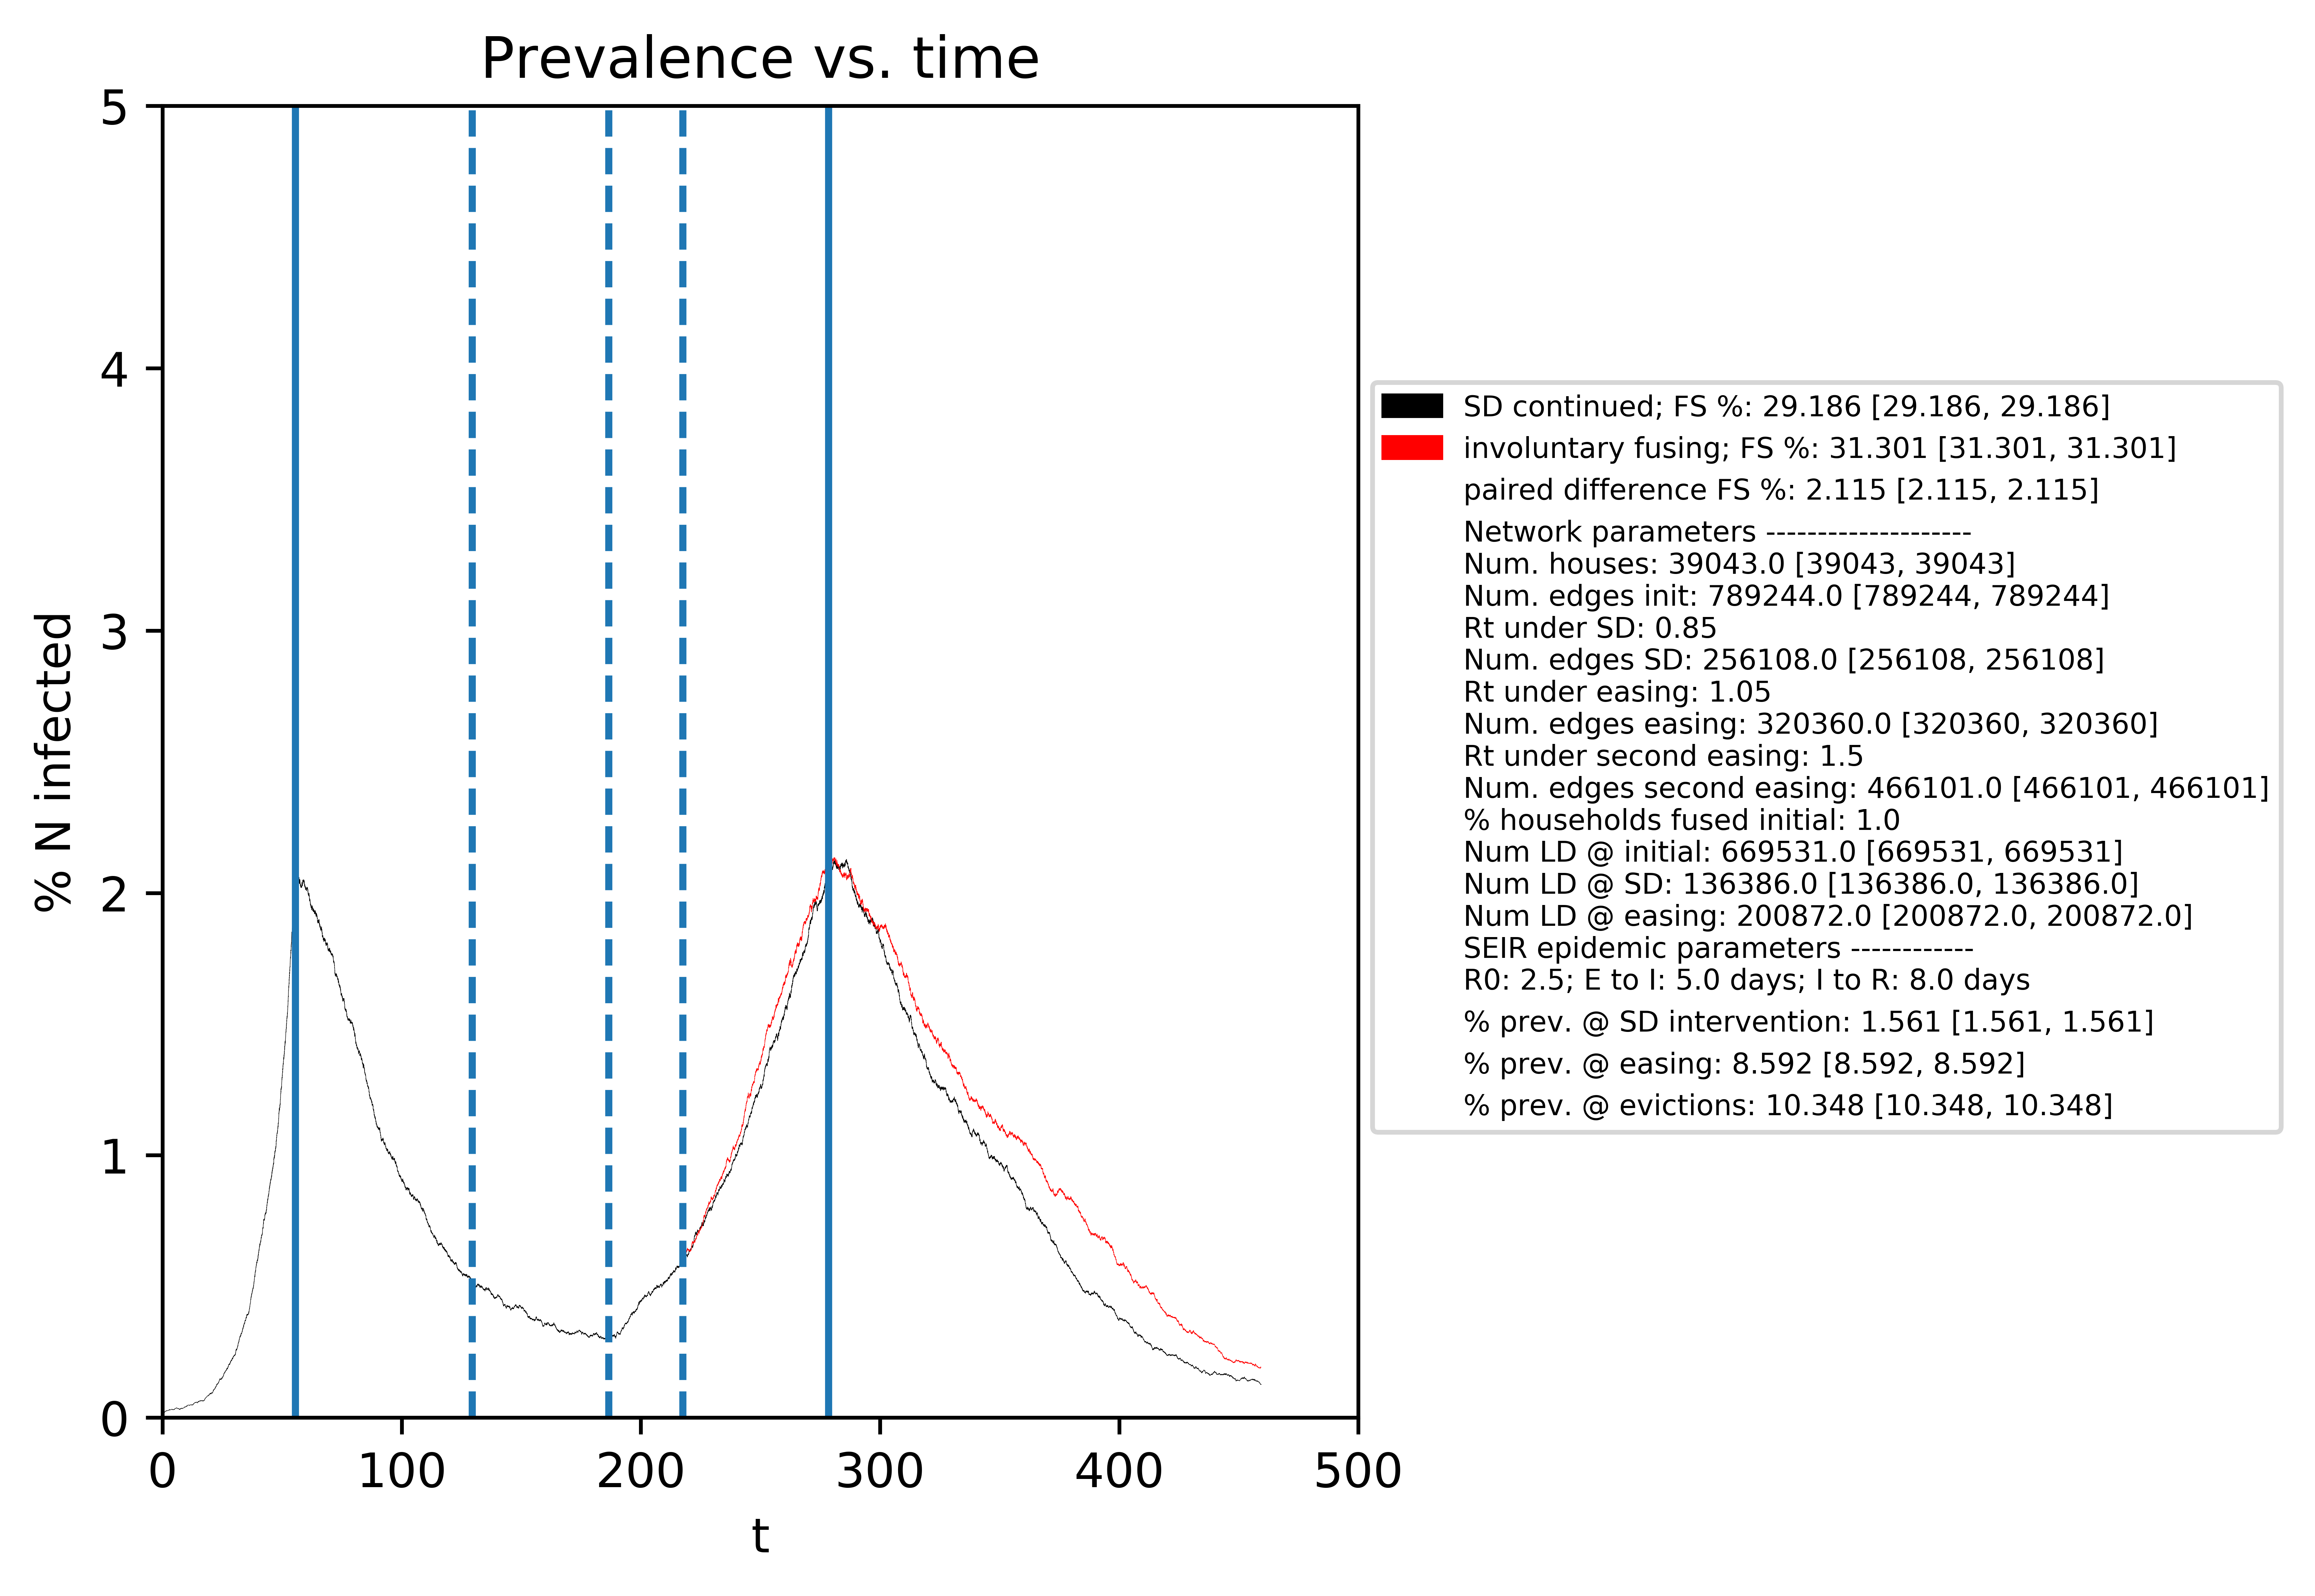 Prevalence vs. time
5
4
3
2
1
0
% N infected
0 100 200 300 400 500
t
SD continued; FS %: 29.186 [29.186, 29.186]
involuntary fusing; FS %: 31.301 [31.301, 31.301]
paired difference FS %: 2.115 [2.115, 2.115]
Network parameters --------------------
Num. houses: 39043.0 [39043, 39043]
Num. edges init: 789244.0 [789244, 789244]
Rt under SD: 0.85
Num. edges SD: 256108.0 [256108, 256108]
Rt under easing: 1.05
Num. edges easing: 320360.0 [320360, 320360]
Rt under second easing: 1.5
Num. edges second easing: 466101.0 [466101, 466101]
% households fused initial: 1.0
Num LD @ initial: 669531.0 [669531, 669531]
Num LD @ SD: 136386.0 [136386.0, 136386.0]
Num LD @ easing: 200872.0 [200872.0, 200872.0]
SEIR epidemic parameters ------------
R0: 2.5; E to I: 5.0 days; I to R: 8.0 days
% prev. @ SD intervention: 1.561 [1.561, 1.561]
% prev. @ easing: 8.592 [8.592, 8.592]
% prev. @ evictions: 10.348 [10.348, 10.348]